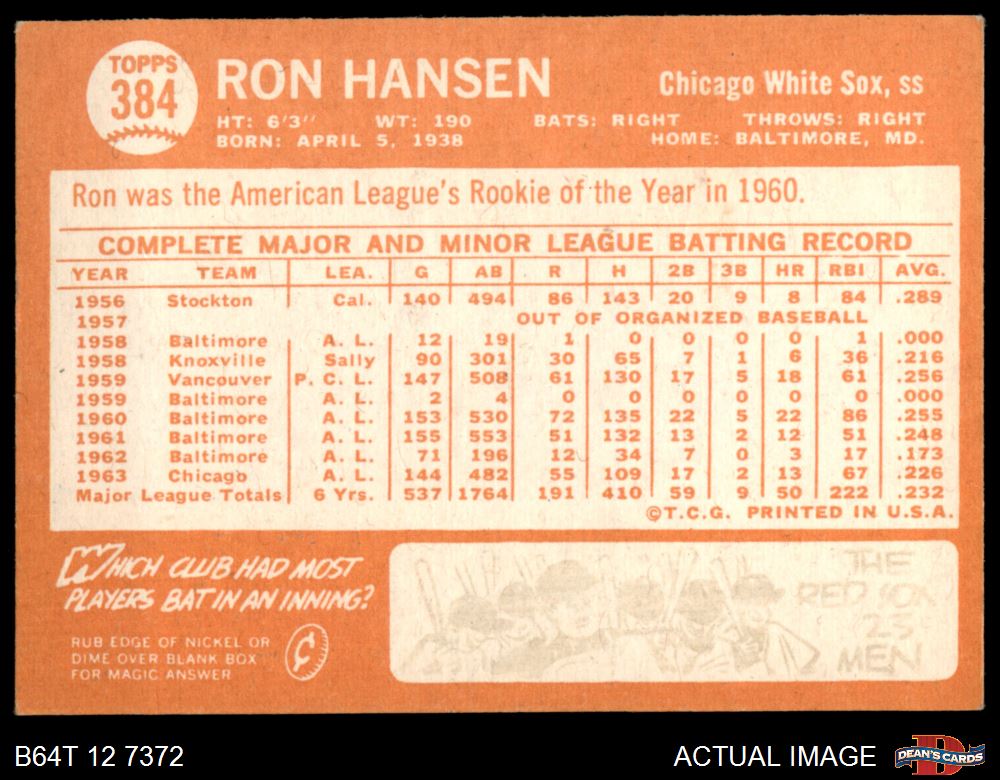 TOPPS
384
RON HANSEN
Chicago White Sox, ss
HT: 6'3" WT: 190 BATS: RIGHT THROWS: RIGHT
BORN: APRIL 5, 1938 HOME: BALTIMORE, MD.
Ron was the American League's Rookie of the Year in 1960.
COMPLETE MAJOR AND MINOR LEAGUE BATTING RECORD
YEAR TEAM LEA. G AB R H 2B 3B HR RBI AVG.
1956 Stockton Cal. 140 494 86 143 20 9 8 84 .289
1957 OUT OF ORGANIZED BASEBALL
1958 Baltimore A. L. 12 19 1 0 0 0 0 1 .000
1958 Knoxville Sally 90 301 30 65 7 1 6 36 .216
1959 Vancouver P. C. L. 147 508 61 130 17 5 18 61 .256
1959 Baltimore A. L. 2 4 0 0 0 0 0 0 .000
1960 Baltimore A. L. 153 530 72 135 22 5 22 86 .255
1961 Baltimore A. L. 155 553 51 132 13 2 12 51 .248
1962 Baltimore A. L. 71 196 12 34 7 0 3 17 .173
1963 Chicago A. L. 144 482 55 109 17 2 13 67 .226
Major League Totals 6 Yrs. 537 1764 191 410 59 9 50 222 .232
©T.C.G. PRINTED IN U.S.A.
WHICH CLUB HAD MOST
PLAYERS BAT IN AN INNING?
RUB EDGE OF NICKEL OR
DIME OVER BLANK BOX
FOR MAGIC ANSWER
THE
RED SOX
23
MEN
B64T 12 7372
ACTUAL IMAGE
DEAN'S CARDS